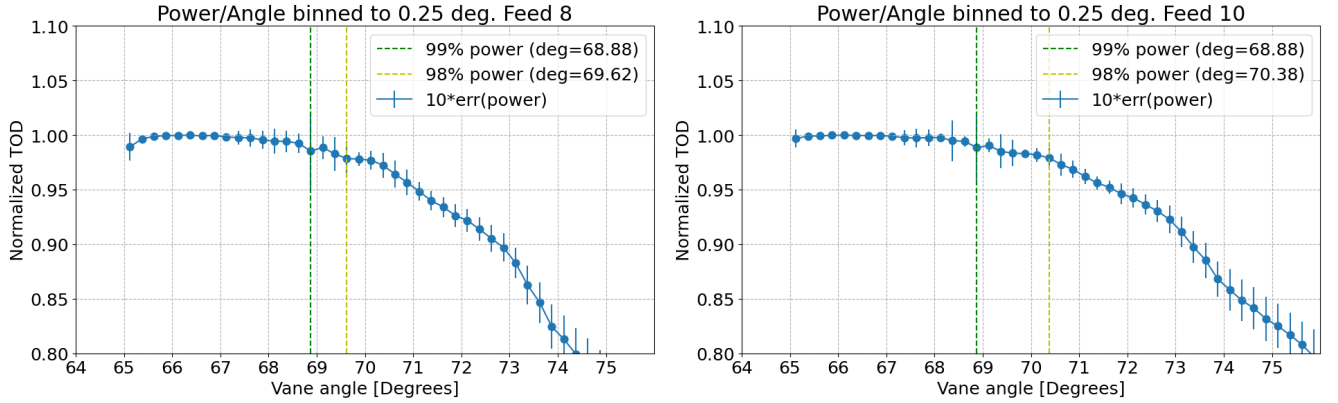 Power/Angle binned to 0.25 deg. Feed 8
1.10
1.05
1.00
0.95
0.90
0.85
0.80
Normalized TOD
99% power (deg=68.88)
98% power (deg=69.62)
10*err(power)
64 65 66 67 68 69 70 71 72 73 74 75
Vane angle [Degrees]
Power/Angle binned to 0.25 deg. Feed 10
1.10
1.05
1.00
0.95
0.90
0.85
0.80
Normalized TOD
99% power (deg=68.88)
98% power (deg=70.38)
10*err(power)
64 65 66 67 68 69 70 71 72 73 74 75
Vane angle [Degrees]